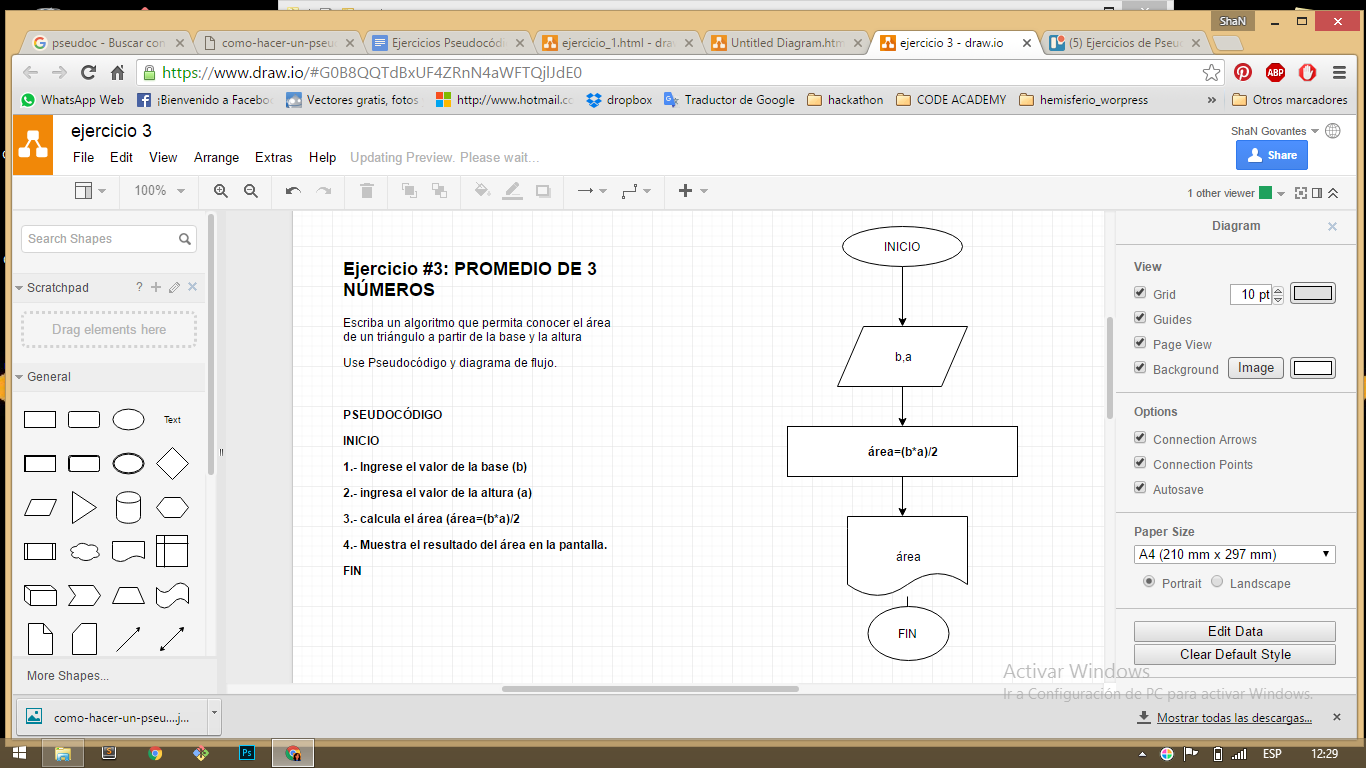 ShaN
pseudoc - Buscar con
como-hacer-un-pseu
Ejercicios Pseudocód
ejercicio_1.html - draw
Untitled Diagram.htm
ejercicio 3 - draw.io
(5) Ejercicios de Pseud
https://www.draw.io/#G0B8QQTdBxUF4ZRnN4aWFTQjlJdE0
WhatsApp Web
¡Bienvenido a Facebo
Vectores gratis, fotos
http://www.hotmail.cc
dropbox
Traductor de Google
hackathon
CODE ACADEMY
hemisferio_worpress
»
Otros marcadores
ejercicio 3
ShaN Govantes
File Edit View Arrange Extras Help Updating Preview. Please wait...
Share
100%
1 other viewer
Search Shapes
Scratchpad ?
Drag elements here
General
Text
More Shapes...
Ejercicio #3: PROMEDIO DE 3
NÚMEROS
Escriba un algoritmo que permita conocer el área
de un triángulo a partir de la base y la altura
Use Pseudocódigo y diagrama de flujo.
PSEUDOCÓDIGO
INICIO
1.- Ingrese el valor de la base (b)
2.- ingresa el valor de la altura (a)
3.- calcula el área (área=(b*a)/2
4.- Muestra el resultado del área en la pantalla.
FIN
INICIO
b,a
área=(b*a)/2
área
FIN
Diagram
View
Grid 10 pt
Guides
Page View
Background Image
Options
Connection Arrows
Connection Points
Autosave
Paper Size
A4 (210 mm x 297 mm)
Portrait Landscape
Edit Data
Clear Default Style
Activar Windows
Ir a Configuración de PC para activar Windows.
como-hacer-un-pseu....j...
Mostrar todas las descargas...
Ps
ESP
12:29